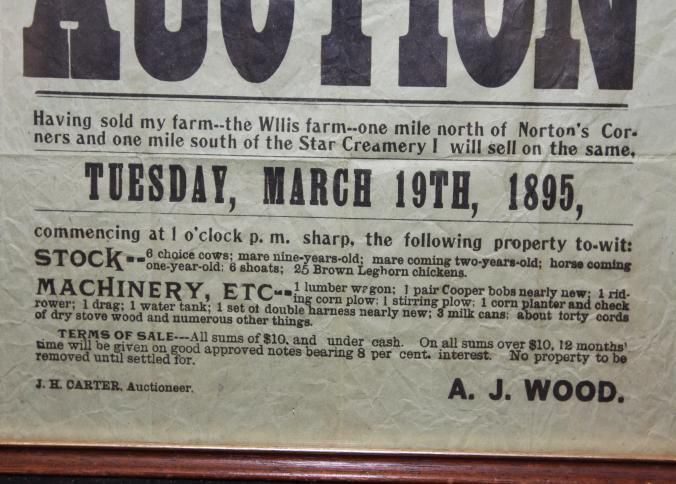 AUCTION
Having sold my farm--the Wllis farm--one mile north of Norton's Cor-
ners and one mile south of the Star Creamery I will sell on the same,
TUESDAY, MARCH 19TH, 1895,
commencing at 1 o'clock p. m. sharp, the following property to-wit:
STOCK--6 choice cows; mare nine-years-old; mare coming two-years-old; horse coming
one-year-old; 6 shoats; 25 Brown Leghorn chickens.
MACHINERY, ETC--1 lumber wagon; 1 pair Cooper bobs nearly new; 1 rid-
ing corn plow; 1 stirring plow; 1 corn planter and check
rower; 1 drag; 1 water tank; 1 set of double harness nearly new; 3 milk cans; about forty cords
of dry stove wood and numerous other things.
TERMS OF SALE---All sums of $10, and under cash. On all sums over $10, 12 months'
time will be given on good approved notes bearing 8 per cent. interest. No property to be
removed until settled for.
J. H. CARTER, Auctioneer.
A. J. WOOD.